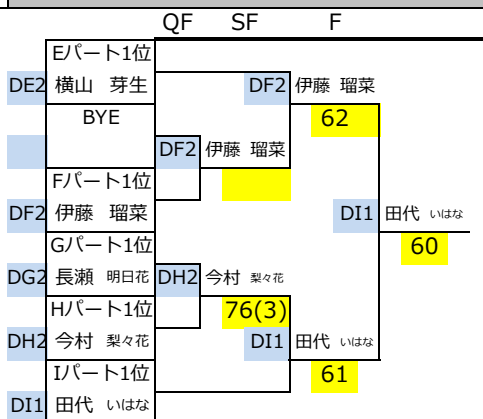 QF SF F
Eパート1位
DE2 横山 芽生 DF2 伊藤 瑠菜
BYE 62
DF2 伊藤 瑠菜
Fパート1位
DF2 伊藤 瑠菜 DI1 田代 いはな
Gパート1位 60
DG2 長瀬 明日花 DH2 今村 梨々花
Hパート1位 76(3)
DH2 今村 梨々花 DI1 田代 いはな
Iパート1位 61
DI1 田代 いはな